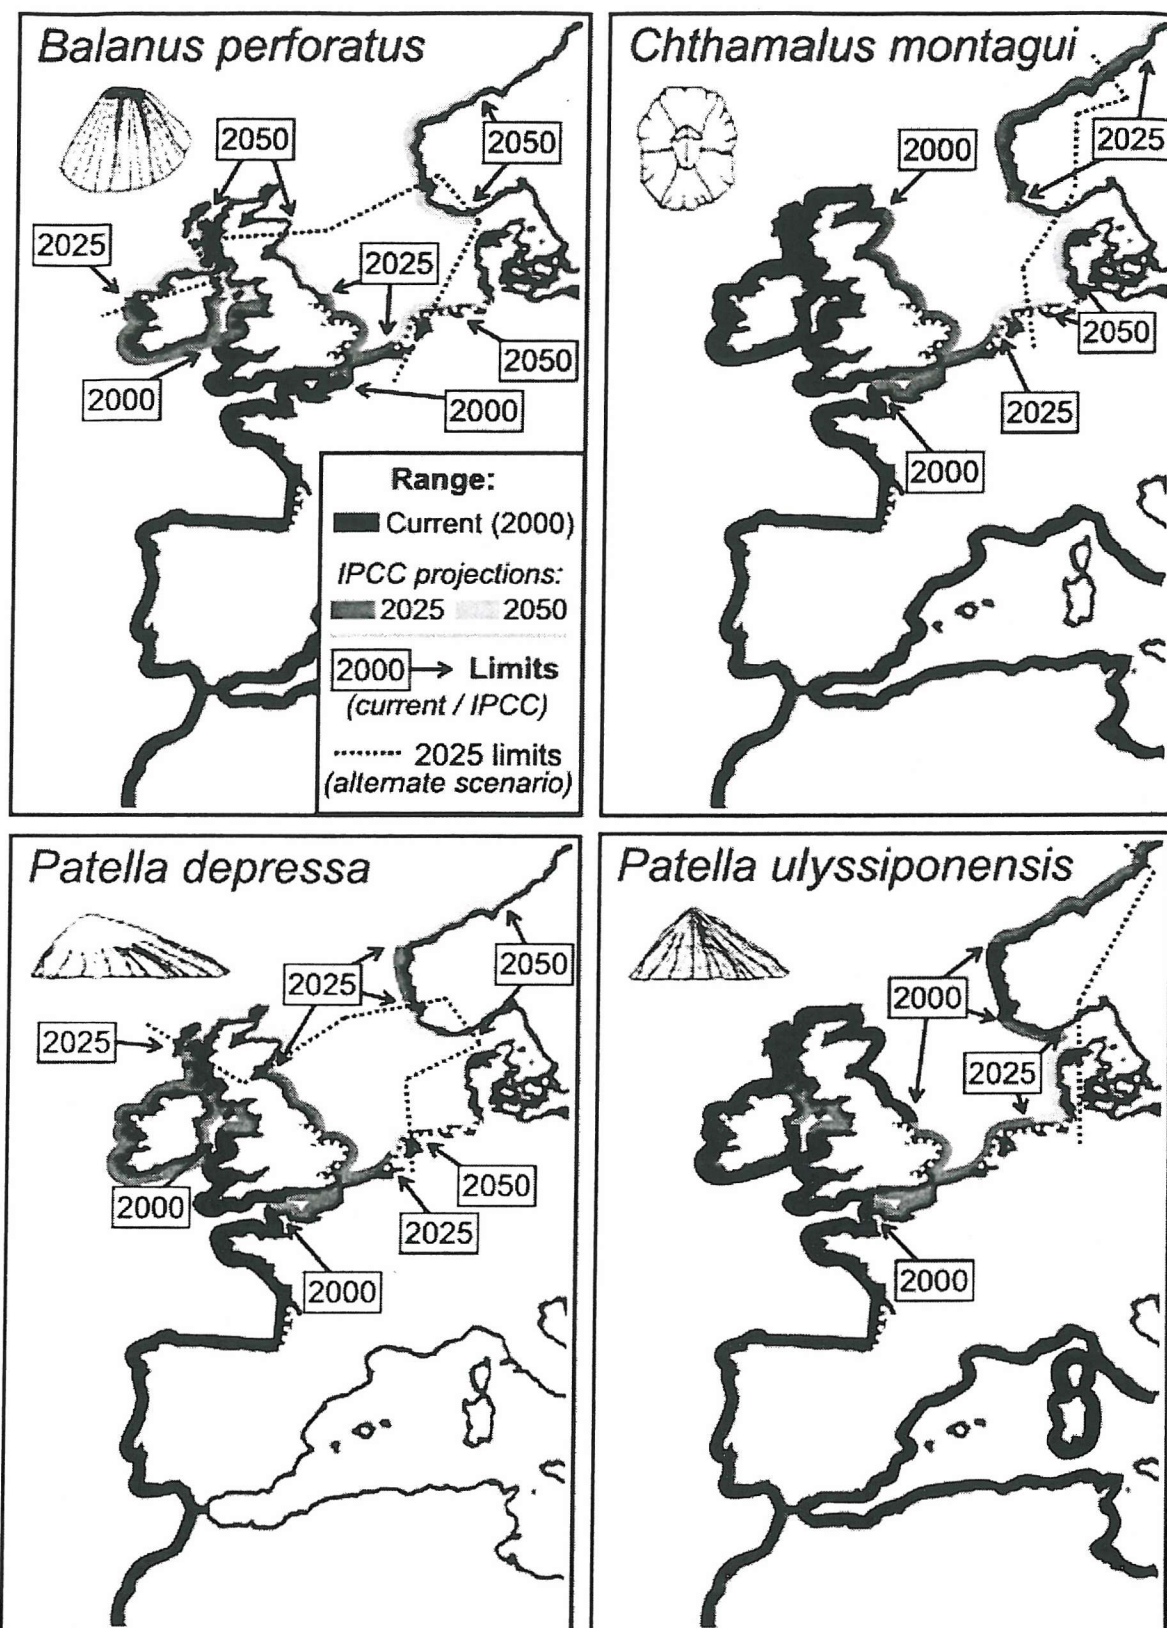 Balanus perforatus
2050
2050
2025
2025
2050
2000
2000
Range:
Current (2000)
IPCC projections:
2025 2050
2000 Limits
(current / IPCC)
2025 limits
(alternate scenario)
Chthamalus montagui
2000
2025
2050
2025
2000
Patella depressa
2050
2025
2025
2050
2000
2025
2000
Patella ulyssiponensis
2000
2025
2000